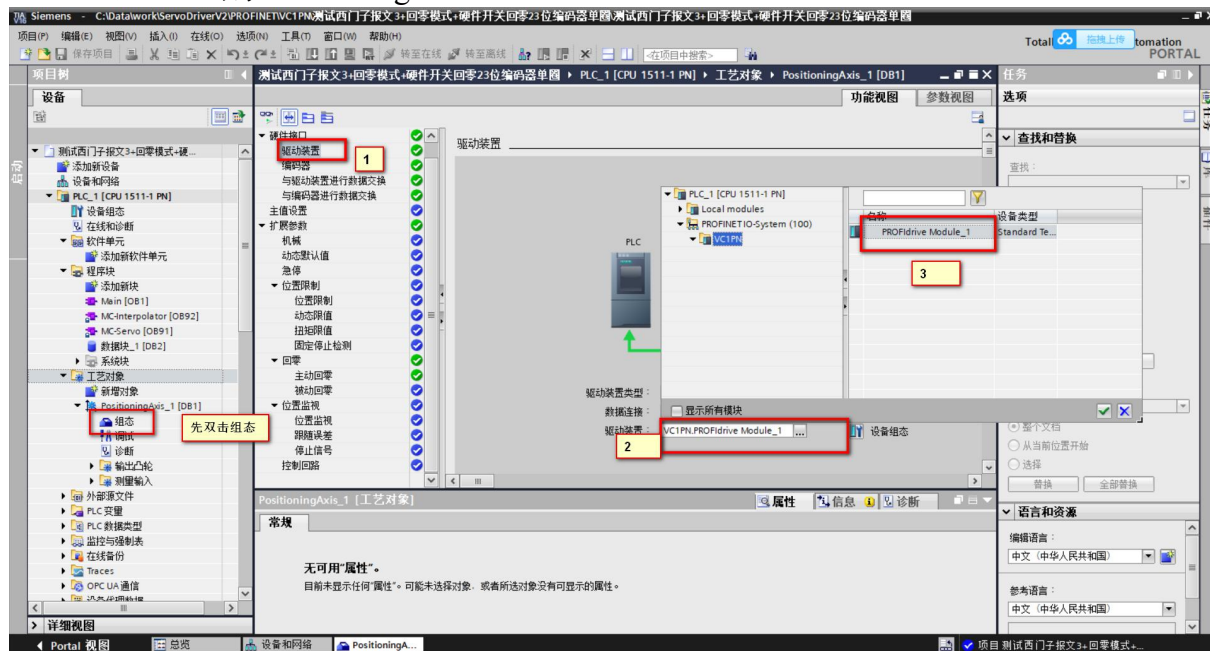 Siemens - C:\Data\work\ServoDriverV2\PROFINET\VC1PN\测试西门子报文3+回零模式+硬件开关回零23位编码器单圈\测试西门子报文3+回零模式+硬件开关回零23位编码器单圈
项目(P) 编辑(E) 视图(V) 插入(I) 在线(O) 选项(N) 工具(T) 窗口(W) 帮助(H)
Totall 拖拽上传 tomation
PORTAL
保存项目 转至在线 转至离线 <在项目中搜索>
项目树
测试西门子报文3+回零模式+硬件开关回零23位编码器单圈 ▸ PLC_1 [CPU 1511-1 PN] ▸ 工艺对象 ▸ PositioningAxis_1 [DB1]
任务
设备
功能视图 参数视图
选项
测试西门子报文3+回零模式+硬...
添加新设备
设备和网络
PLC_1 [CPU 1511-1 PN]
设备组态
在线和诊断
软件单元
添加新软件单元
程序块
添加新块
Main [OB1]
MC-Interpolator [OB92]
MC-Servo [OB91]
数据块_1 [DB2]
系统块
工艺对象
新增对象
PositioningAxis_1 [DB1]
组态
调试
诊断
输出凸轮
测量输入
外部源文件
PLC 变量
PLC 数据类型
监控与强制表
在线备份
Traces
OPC UA 通信
设备代理数据
详细视图
先双击组态
硬件接口
驱动装置
1
编码器
与驱动装置进行数据交换
与编码器进行数据交换
主值设置
扩展参数
机械
动态默认值
急停
位置限制
位置限制
动态限值
扭矩限值
固定停止检测
回零
主动回零
被动回零
位置监视
位置监视
跟随误差
停止信号
控制回路
驱动装置
PLC
PLC_1 [CPU 1511-1 PN]
Local modules
PROFINET IO-System (100)
VC1PN
名称 设备类型
PROFIdrive Module_1 Standard Te...
3
显示所有模块
驱动装置类型：
数据连接：
驱动装置：
VC1PN.PROFIdrive Module_1 ...
设备组态
2
PositioningAxis_1 [工艺对象]
属性 信息 诊断
常规
无可用“属性”。
目前未显示任何“属性”。可能未选择对象，或者所选对象没有可显示的属性。
查找和替换
查找：
整个文档
从当前位置开始
选择
替换 全部替换
语言和资源
编辑语言：
中文（中华人民共和国）
参考语言：
中文（中华人民共和国）
启动
任务
Portal 视图 总览 设备和网络 PositioningA...
项目 测试西门子报文3+回零模式+...